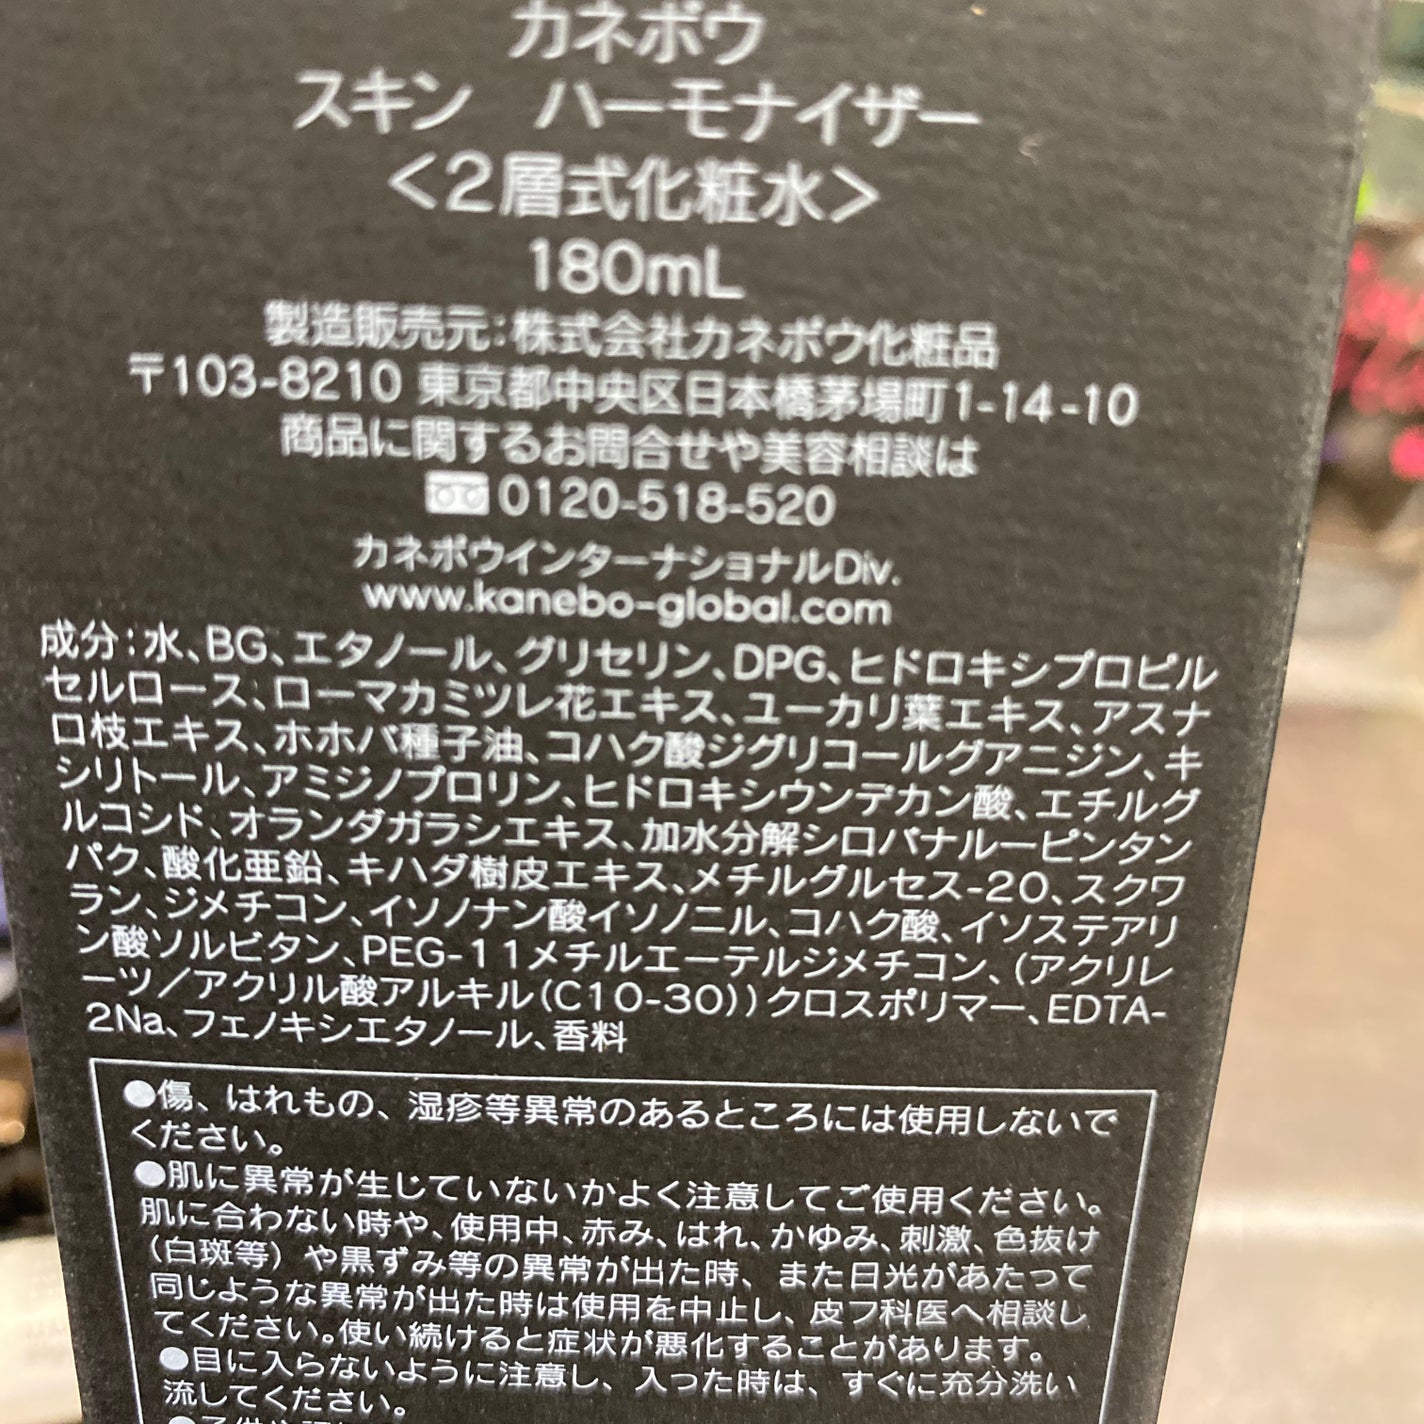 カネボウ
スキン　ハーモナイザー
＜2層式化粧水＞
180mL
製造販売元：株式会社カネボウ化粧品
〒103-8210 東京都中央区日本橋茅場町1-14-10
商品に関するお問合せや美容相談は
0120-518-520
カネボウインターナショナルDiv.
www.kanebo-global.com
成分：水、BG、エタノール、グリセリン、DPG、ヒドロキシプロピル
セルロース、ローマカミツレ花エキス、ユーカリ葉エキス、アスナ
ロ枝エキス、ホホバ種子油、コハク酸ジグリコールグアニジン、キ
シリトール、アミジノプロリン、ヒドロキシウンデカン酸、エチルグ
ルコシド、オランダガラシエキス、加水分解シロバナルーピンタン
パク、酸化亜鉛、キハダ樹皮エキス、メチルグルセス-20、スクワ
ラン、ジメチコン、イソノナン酸イソノニル、コハク酸、イソステアリ
ン酸ソルビタン、PEG-11メチルエーテルジメチコン、（アクリレ
ーツ／アクリル酸アルキル（C10-30））クロスポリマー、EDTA-
2Na、フェノキシエタノール、香料
●傷、はれもの、湿疹等異常のあるところには使用しないで
ください。
●肌に異常が生じていないかよく注意してご使用ください。
肌に合わない時や、使用中、赤み、はれ、かゆみ、刺激、色抜け
（白斑等）や黒ずみ等の異常が出た時、また日光があたって
同じような異常が出た時は使用を中止し、皮フ科医へ相談し
てください。使い続けると症状が悪化することがあります。
●目に入らないように注意し、入った時は、すぐに充分洗い
流してください。